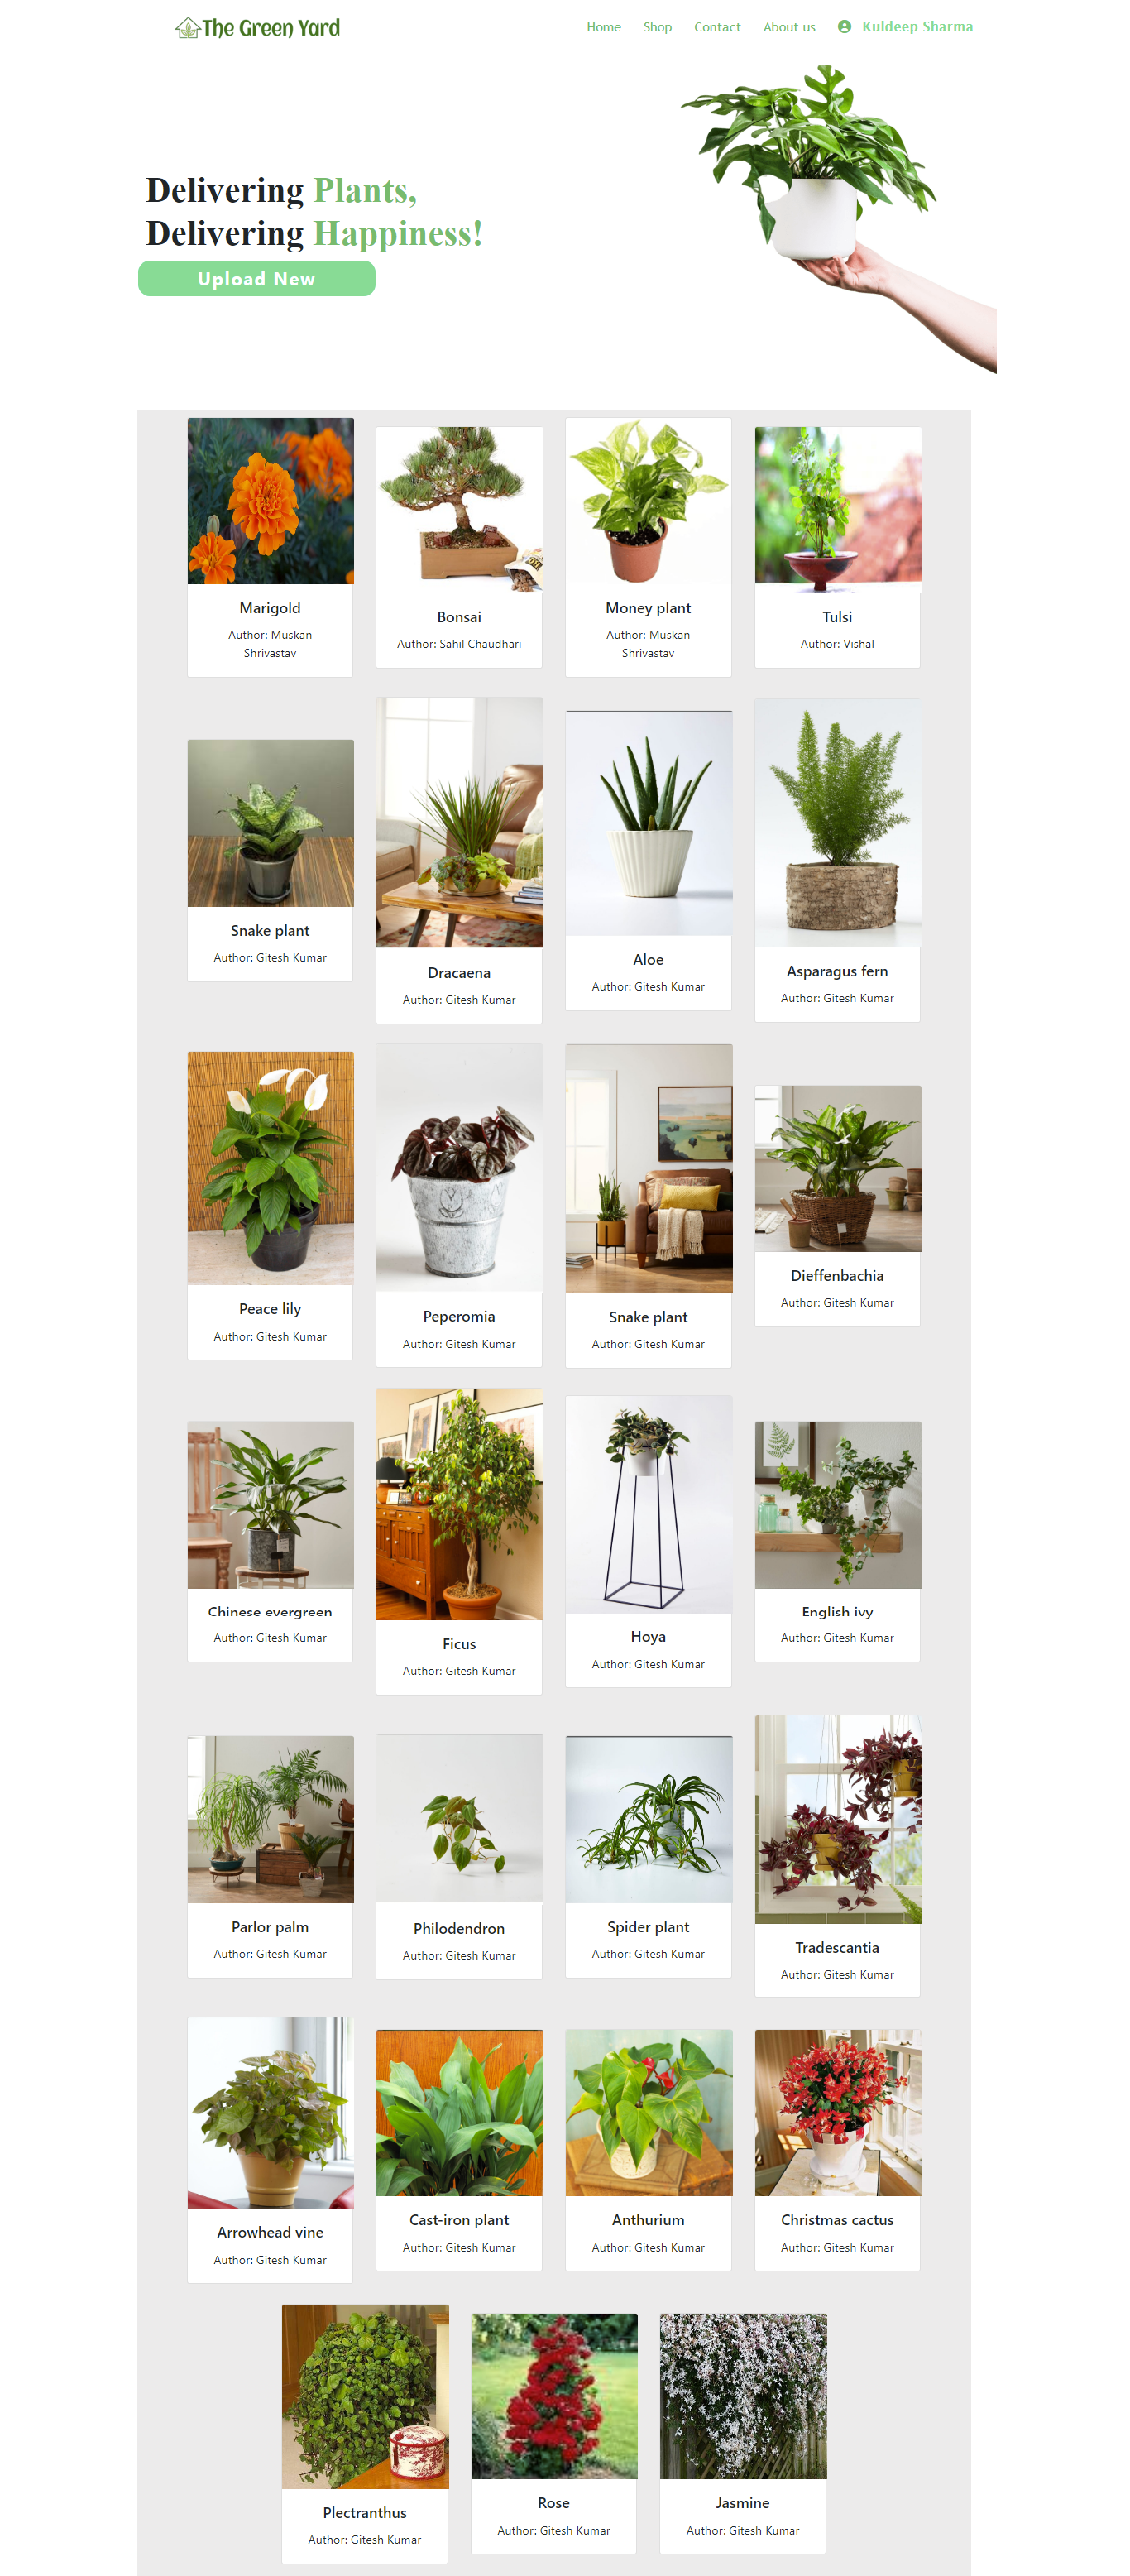 The Green Yard
Home Shop Contact About us Kuldeep Sharma
Delivering Plants,
Delivering Happiness!
Upload New
Marigold
Author: Muskan
Shrivastav
Bonsai
Author: Sahil Chaudhari
Money plant
Author: Muskan
Shrivastav
Tulsi
Author: Vishal
Snake plant
Author: Gitesh Kumar
Dracaena
Author: Gitesh Kumar
Aloe
Author: Gitesh Kumar
Asparagus fern
Author: Gitesh Kumar
Peace lily
Author: Gitesh Kumar
Peperomia
Author: Gitesh Kumar
Snake plant
Author: Gitesh Kumar
Dieffenbachia
Author: Gitesh Kumar
Chinese evergreen
Author: Gitesh Kumar
Ficus
Author: Gitesh Kumar
Hoya
Author: Gitesh Kumar
English ivy
Author: Gitesh Kumar
Parlor palm
Author: Gitesh Kumar
Philodendron
Author: Gitesh Kumar
Spider plant
Author: Gitesh Kumar
Tradescantia
Author: Gitesh Kumar
Arrowhead vine
Author: Gitesh Kumar
Cast-iron plant
Author: Gitesh Kumar
Anthurium
Author: Gitesh Kumar
Christmas cactus
Author: Gitesh Kumar
Plectranthus
Author: Gitesh Kumar
Rose
Author: Gitesh Kumar
Jasmine
Author: Gitesh Kumar